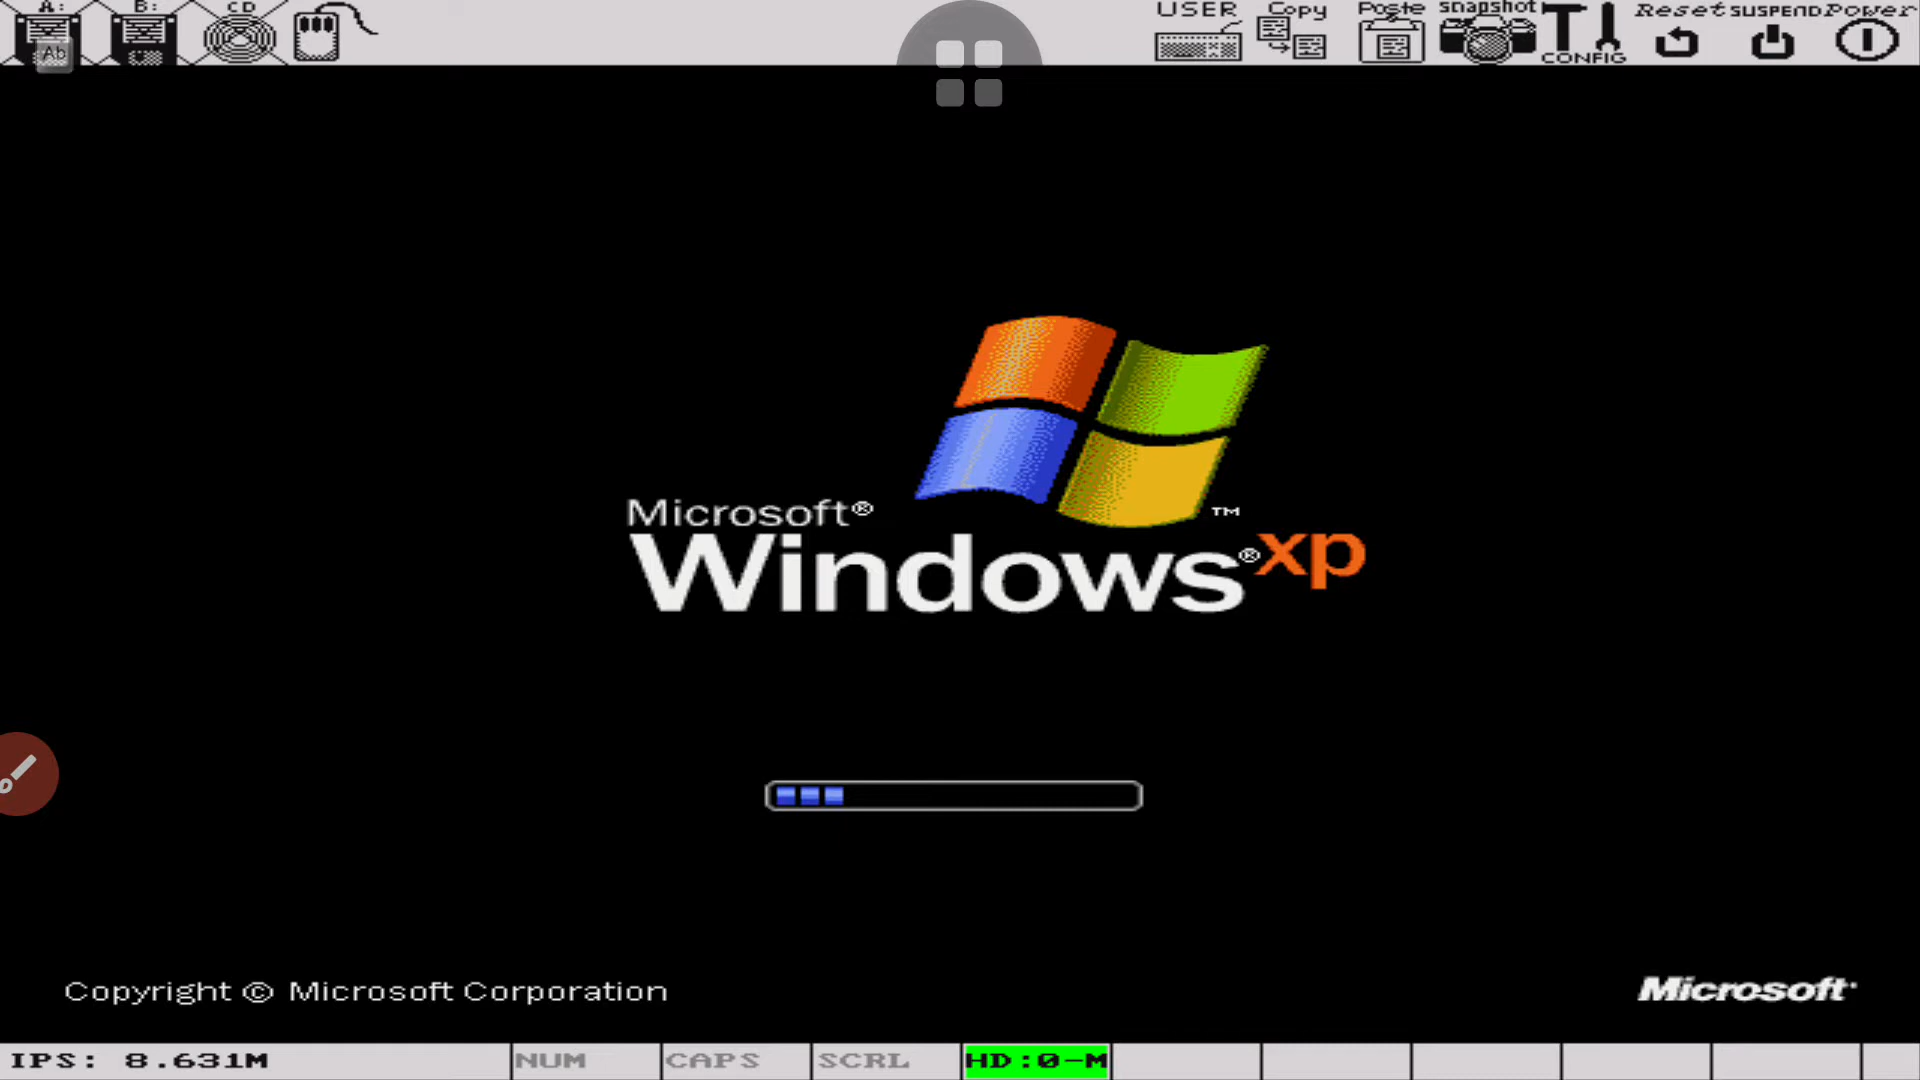 A: B: CD USER Copy Paste snapshot CONFIG Reset SUSPEND Power
Ab
Microsoft®
Windows®xp ™
Copyright © Microsoft Corporation
Microsoft
IPS: 8.631M NUM CAPS SCRL HD:0-M